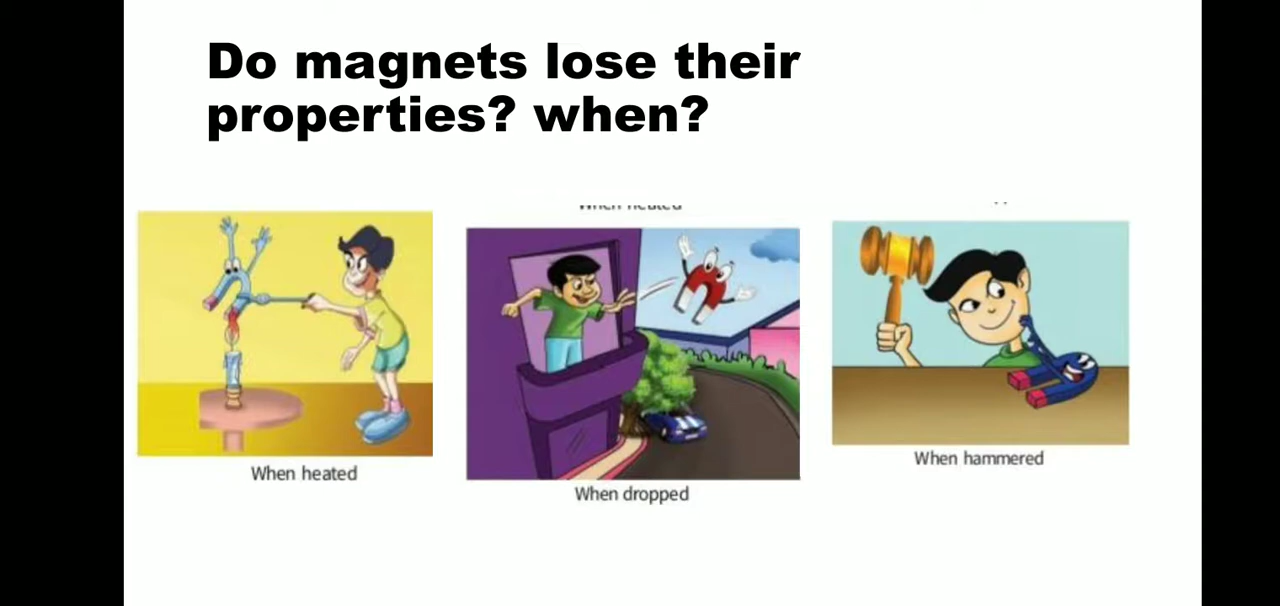 Do magnets lose their
properties? when?
When heated
When heated
When dropped
When hammered